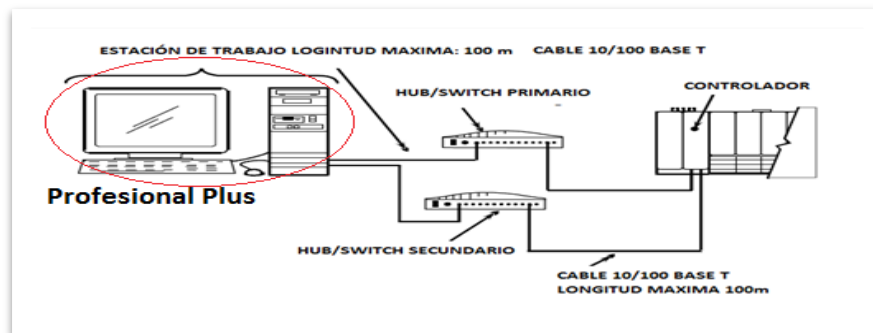 ESTACIÓN DE TRABAJO LOGINTUD MAXIMA: 100 m CABLE 10/100 BASE T
HUB/SWITCH PRIMARIO
CONTROLADOR
Profesional Plus
HUB/SWITCH SECUNDARIO
CABLE 10/100 BASE T
LONGITUD MAXIMA 100m